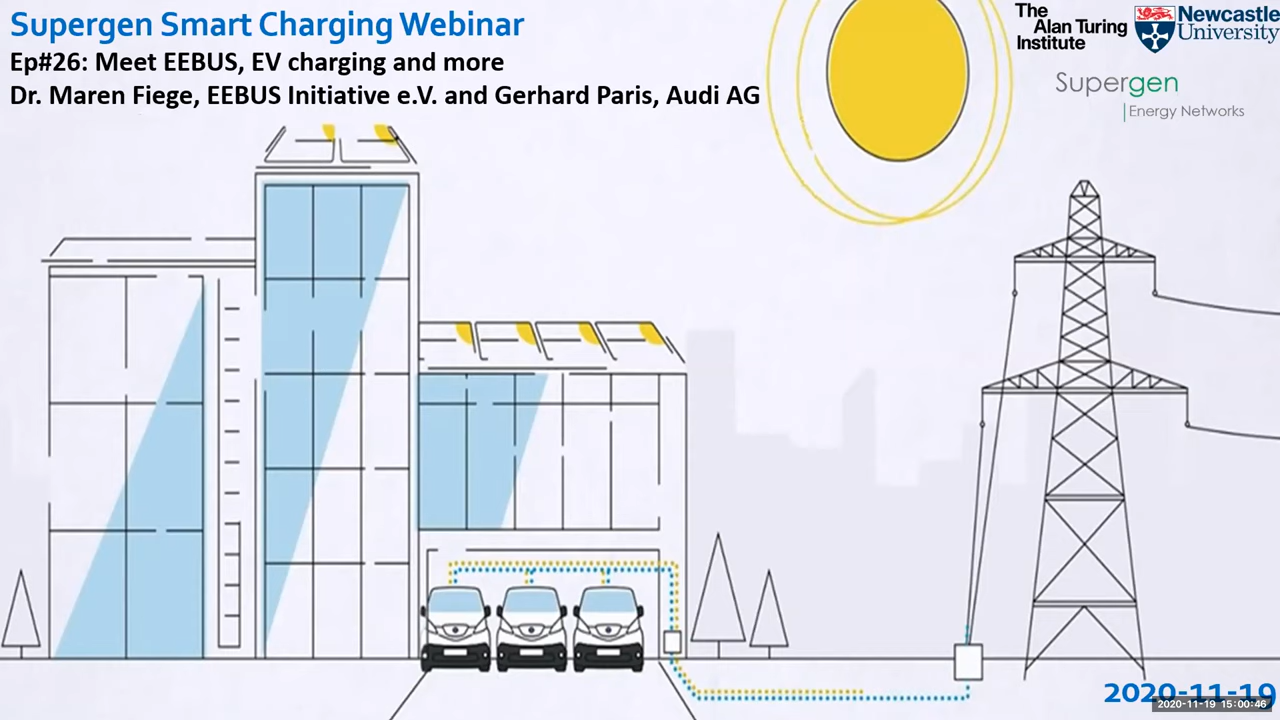 Supergen Smart Charging Webinar
Ep#26: Meet EEBUS, EV charging and more
Dr. Maren Fiege, EEBUS Initiative e.V. and Gerhard Paris, Audi AG
The
Alan Turing
Institute
Newcastle
University
Supergen
Energy Networks
2020-11-19
2020-11-19 15:00:46